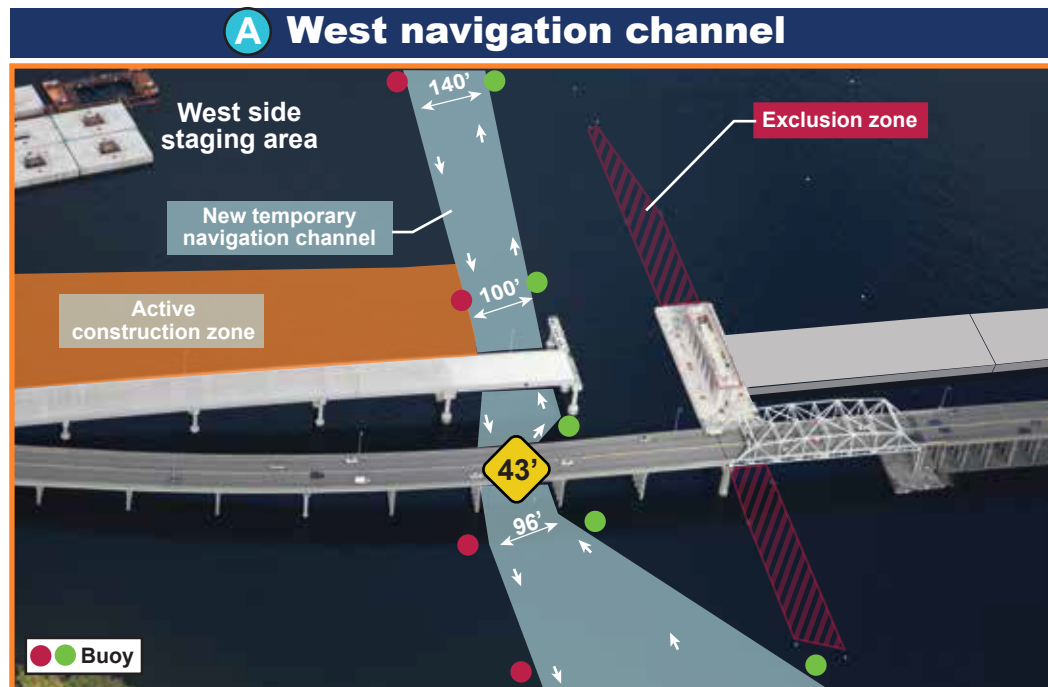 A West navigation channel
140'
West side
staging area
Exclusion zone
New temporary
navigation channel
100'
Active
construction zone
43'
96'
Buoy